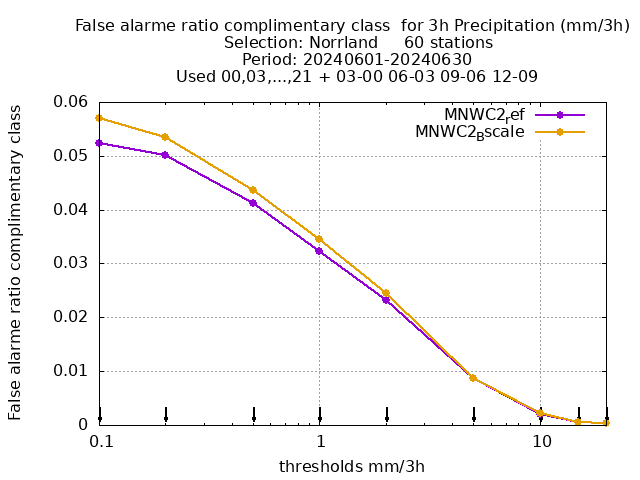 False alarme ratio complimentary class  for 3h Precipitation (mm/3h)
Selection: Norrland     60 stations
Period: 20240601-20240630
Used 00,03,...,21 + 03-00 06-03 09-06 12-09
MNWC2ref
MNWC2Bscale
False alarme ratio complimentary class
0.06
0.05
0.04
0.03
0.02
0.01
0
0.1 1 10
thresholds mm/3h